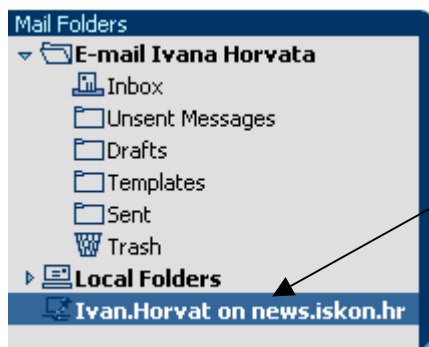 Mail Folders
E-mail Ivana Horvata
Inbox
Unsent Messages
Drafts
Templates
Sent
Trash
Local Folders
Ivan.Horvat on news.iskon.hr